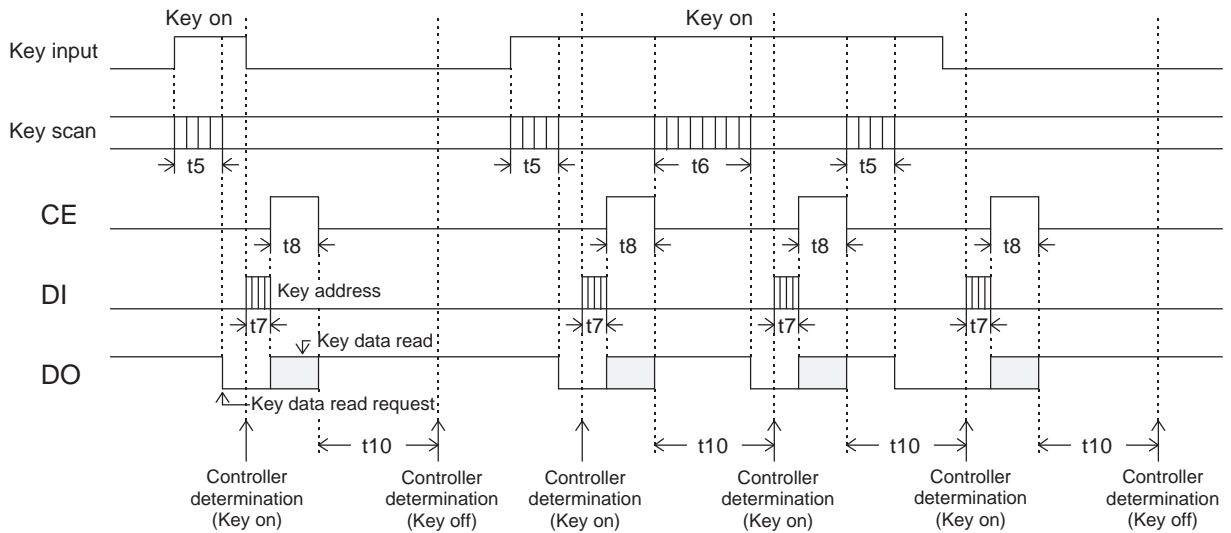 Key on
Key on
Key input
Key scan
t5
t5
t6
t5
CE
t8
t8
t8
t8
DI
Key address
t7
t7
t7
t7
Key data read
DO
Key data read request
t10
t10
t10
t10
Controller
determination
(Key on)
Controller
determination
(Key off)
Controller
determination
(Key on)
Controller
determination
(Key on)
Controller
determination
(Key on)
Controller
determination
(Key off)